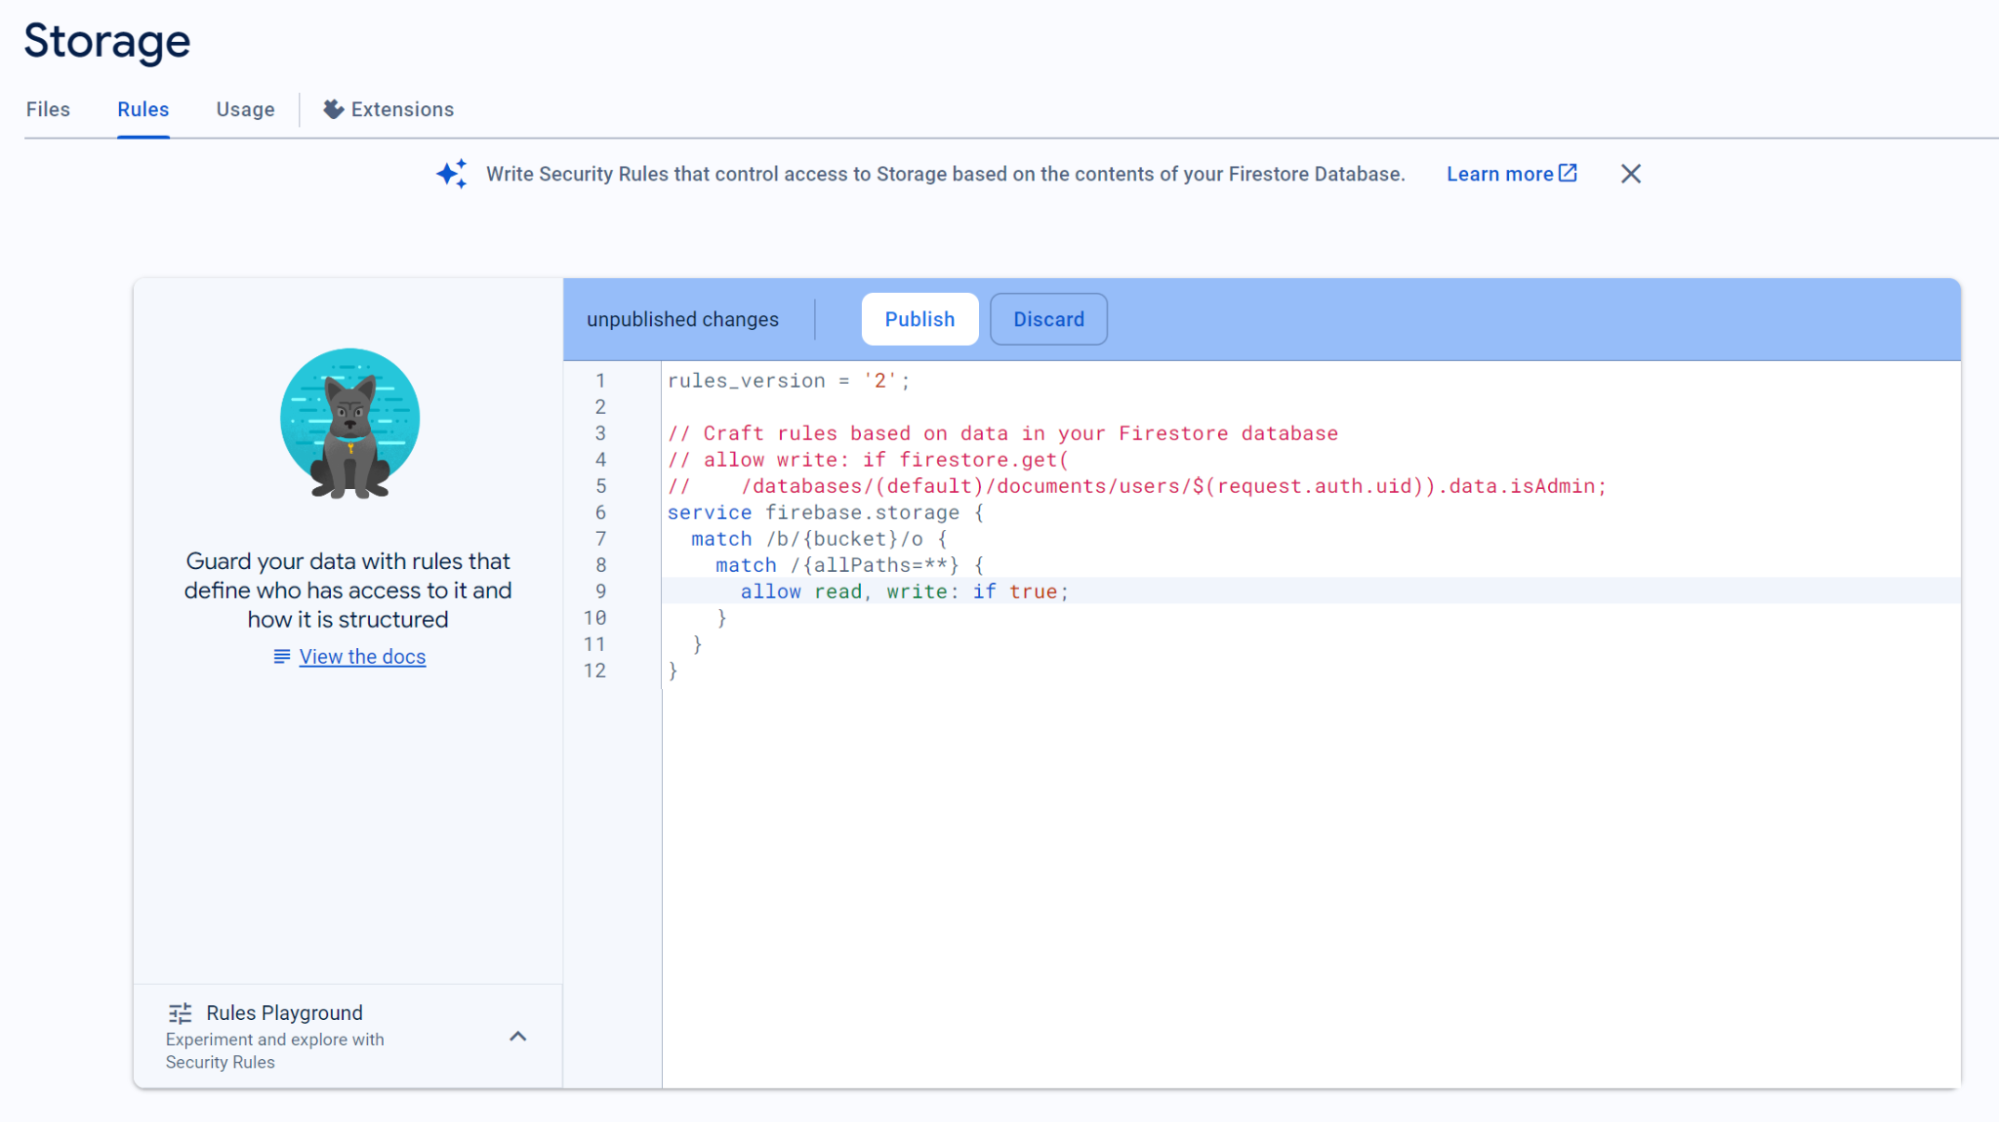 Storage
Files Rules Usage Extensions
Write Security Rules that control access to Storage based on the contents of your Firestore Database. Learn more
Guard your data with rules that
define who has access to it and
how it is structured
View the docs
Rules Playground
Experiment and explore with
Security Rules
unpublished changes Publish Discard
1 rules_version = '2';
2
3 // Craft rules based on data in your Firestore database
4 // allow write: if firestore.get(
5 //    /databases/(default)/documents/users/$(request.auth.uid)).data.isAdmin;
6 service firebase.storage {
7   match /b/{bucket}/o {
8     match /{allPaths=**} {
9       allow read, write: if true;
10     }
11   }
12 }